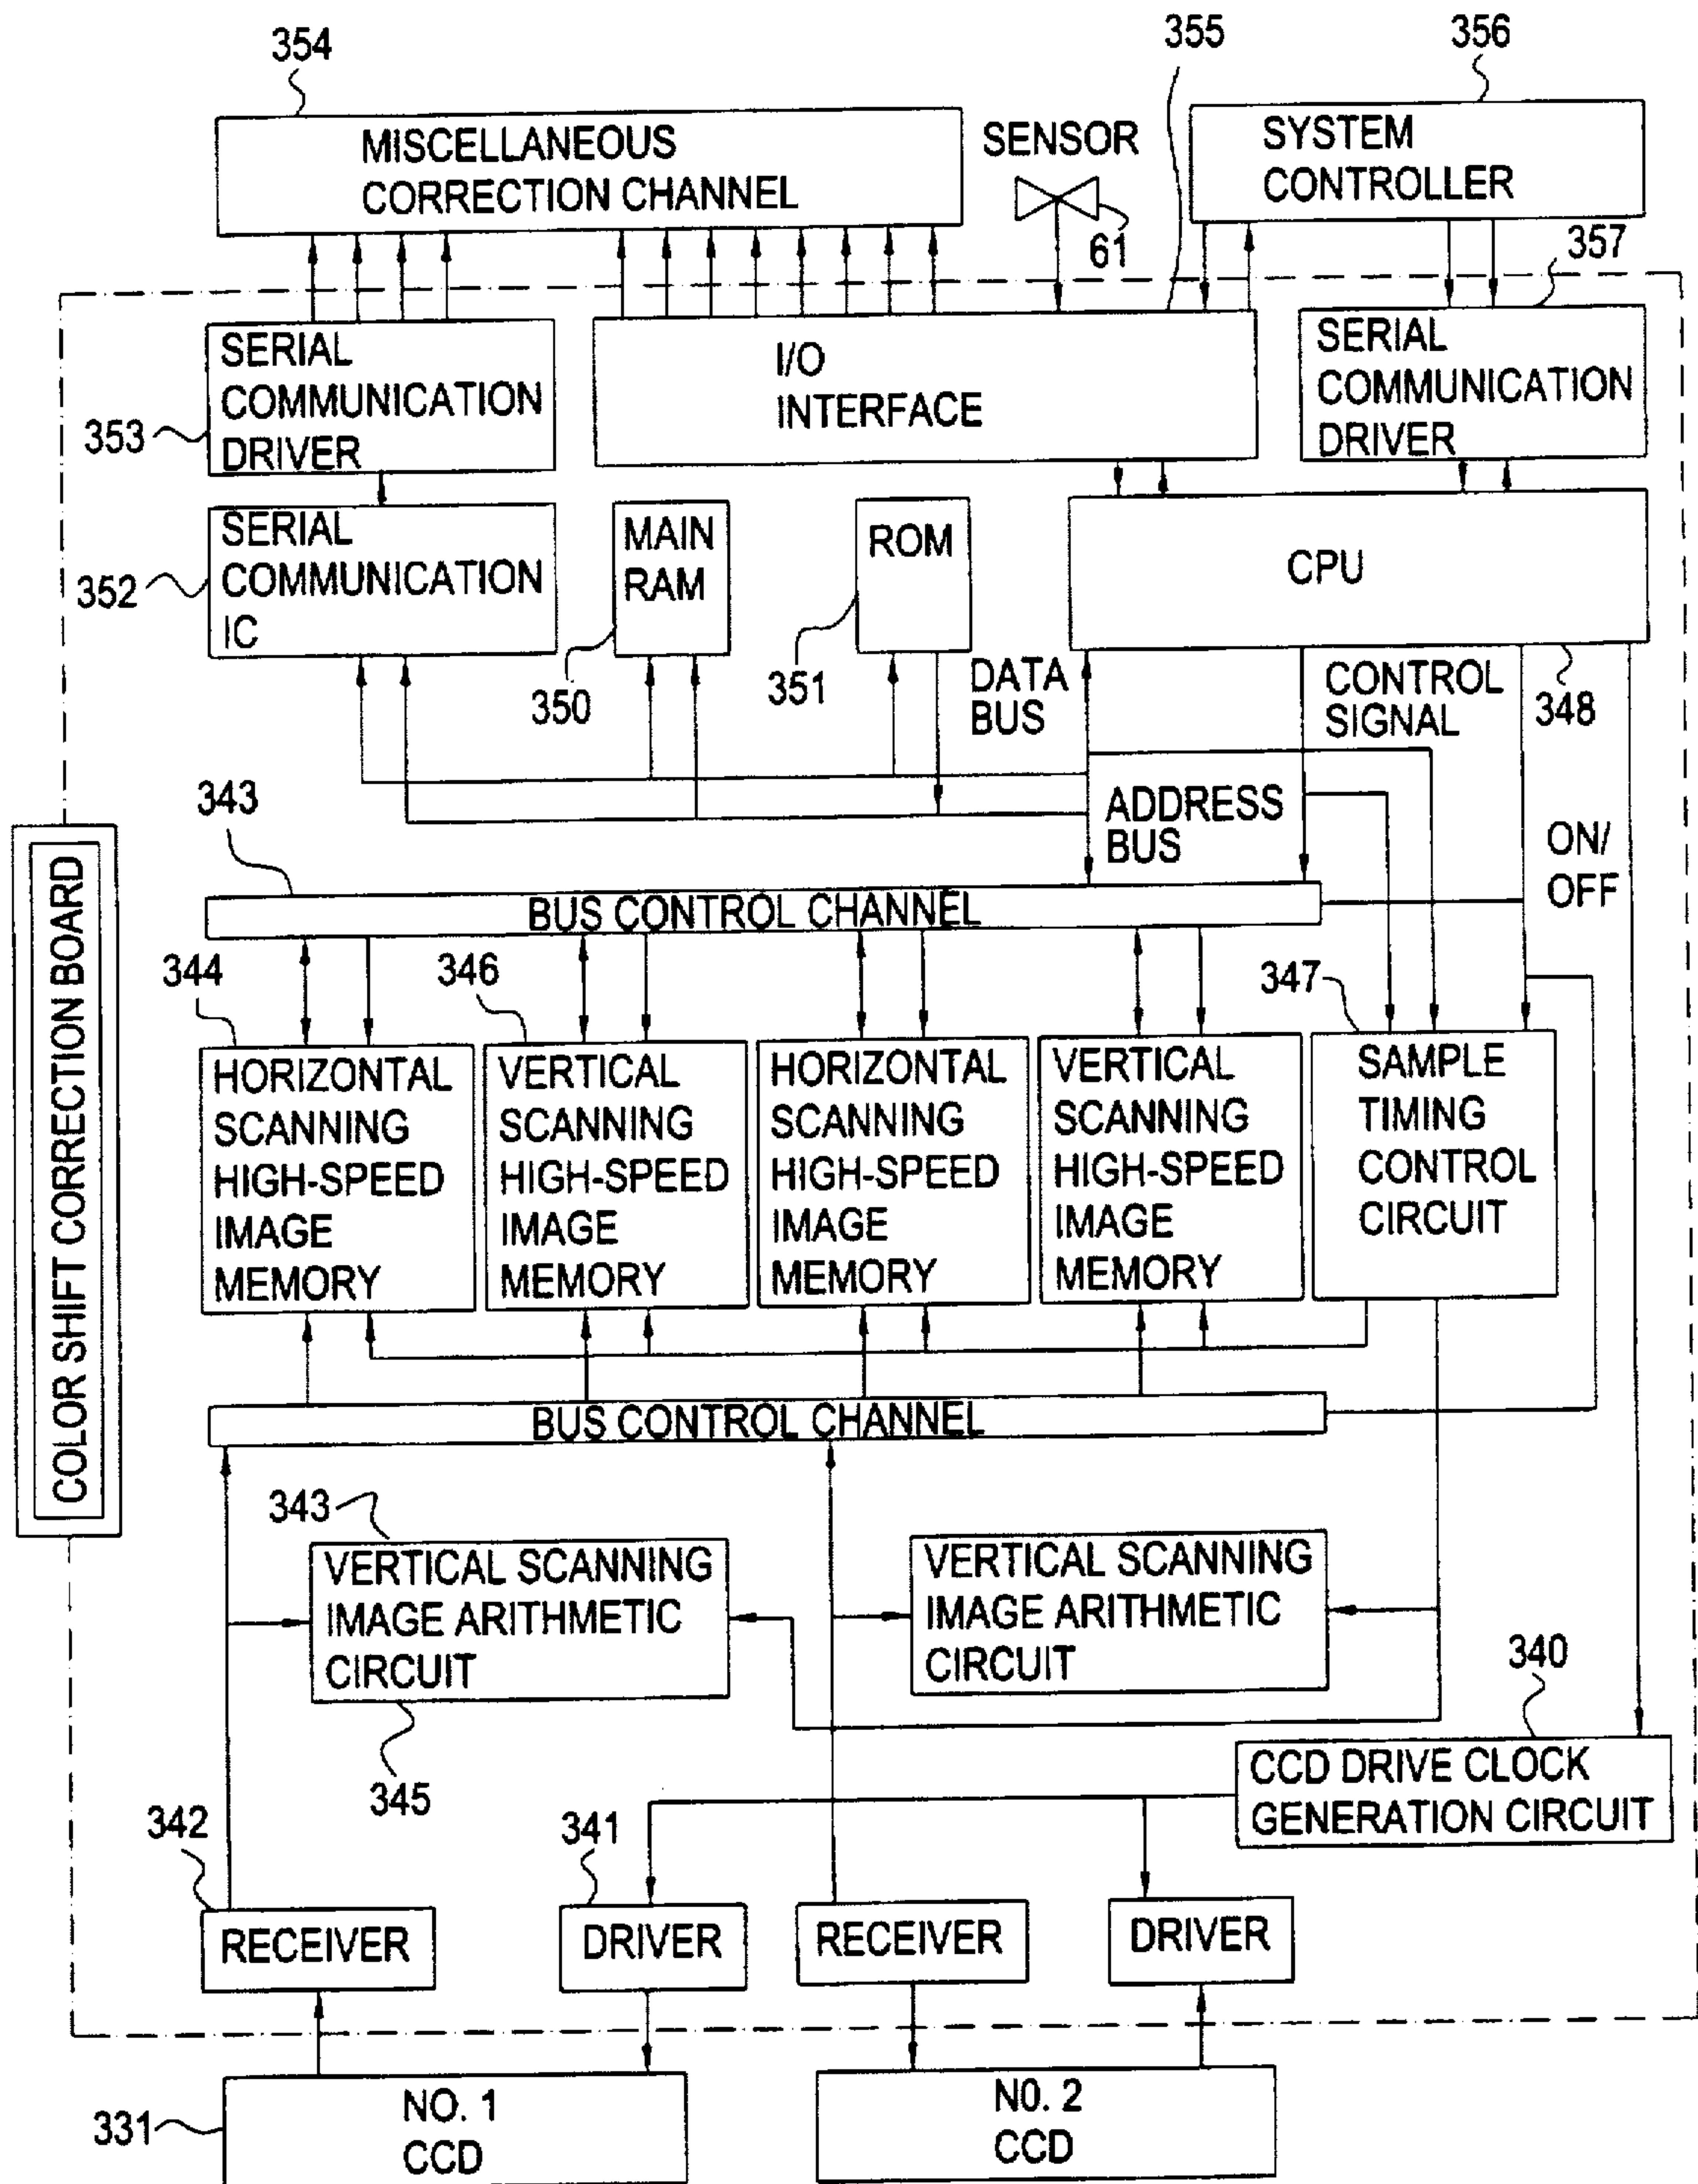 354
355
356
MISCELLANEOUS
CORRECTION CHANNEL
SENSOR
61
SYSTEM
CONTROLLER
357
SERIAL
COMMUNICATION
DRIVER
353
I/O
INTERFACE
SERIAL
COMMUNICATION
DRIVER
SERIAL
COMMUNICATION
IC
352
MAIN
RAM
350
ROM
351
CPU
348
DATA
BUS
CONTROL
SIGNAL
ADDRESS
BUS
ON/
OFF
343
BUS CONTROL CHANNEL
COLOR SHIFT CORRECTION BOARD
344
346
347
HORIZONTAL
SCANNING
HIGH-SPEED
IMAGE
MEMORY
VERTICAL
SCANNING
HIGH-SPEED
IMAGE
MEMORY
HORIZONTAL
SCANNING
HIGH-SPEED
IMAGE
MEMORY
VERTICAL
SCANNING
HIGH-SPEED
IMAGE
MEMORY
SAMPLE
TIMING
CONTROL
CIRCUIT
BUS CONTROL CHANNEL
343
VERTICAL SCANNING
IMAGE ARITHMETIC
CIRCUIT
345
VERTICAL SCANNING
IMAGE ARITHMETIC
CIRCUIT
340
CCD DRIVE CLOCK
GENERATION CIRCUIT
342
341
RECEIVER
DRIVER
RECEIVER
DRIVER
331
NO. 1
CCD
N0. 2
CCD